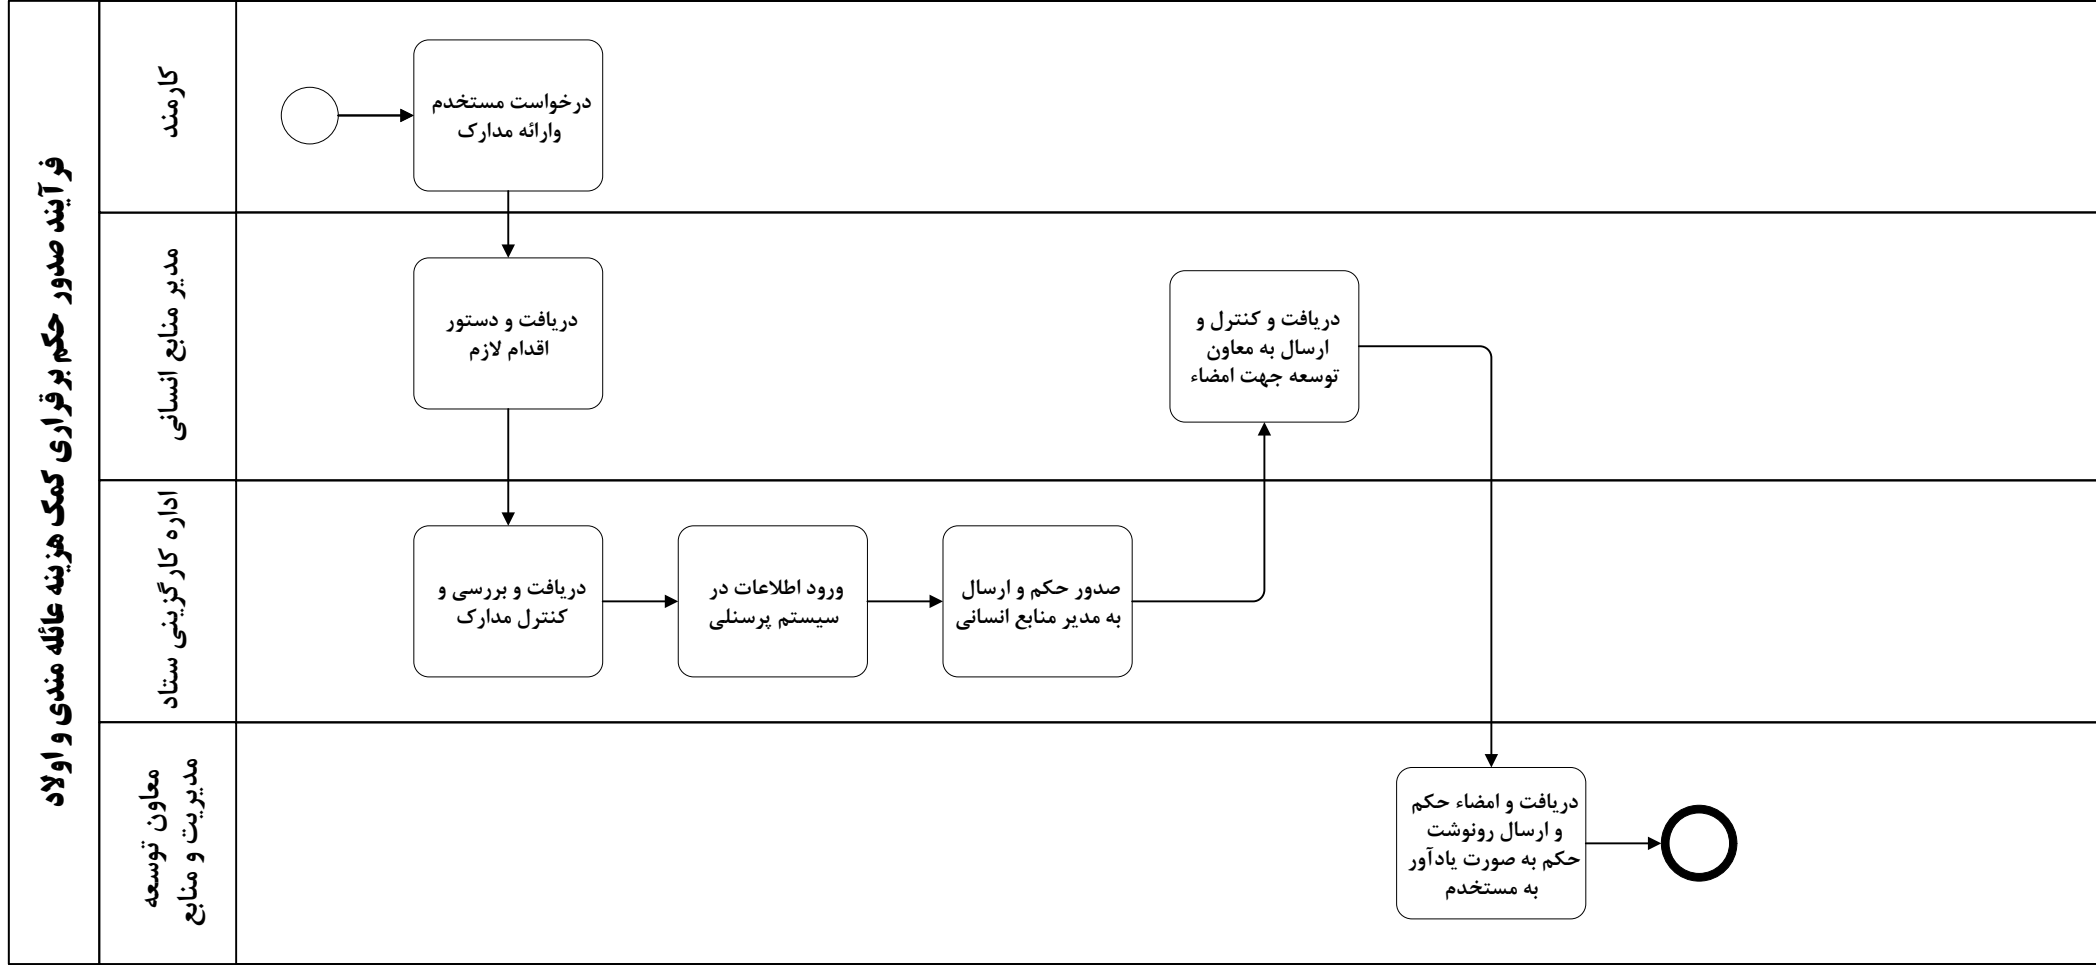 فرآیند صدور حکم برقراری کمک هزینه عائله مندی و اولاد
کارمند
درخواست مستخدم
وارائه مدارک
مدیر منابع انسانی
دریافت و دستور
اقدام لازم
دریافت و کنترل و
ارسال به معاون
توسعه جهت امضاء
اداره کارگزینی ستاد
دریافت و بررسی و
کنترل مدارک
ورود اطلاعات در
سیستم پرسنلی
صدور حکم و ارسال
به مدیر منابع انسانی
معاون توسعه
مدیریت و منابع
دریافت و امضاء حکم
و ارسال رونوشت
حکم به صورت یادآور
به مستخدم